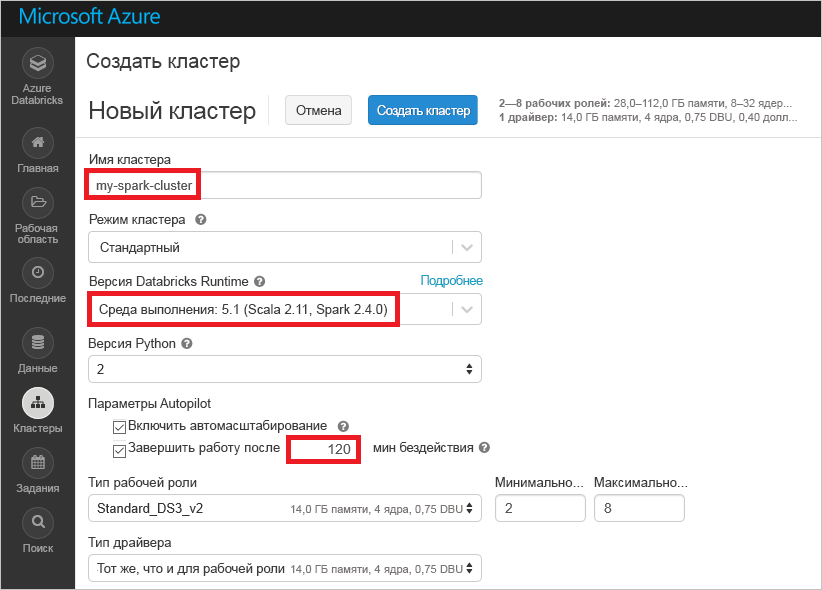 Microsoft Azure
Azure
Databricks
Главная
Рабочая
область
Последние
Данные
Кластеры
Задания
Поиск
Создать кластер
Новый кластер
Отмена
Создать кластер
2—8 рабочих ролей: 28,0–112,0 ГБ памяти, 8–32 ядер...
1 драйвер: 14,0 ГБ памяти, 4 ядра, 0,75 DBU, 0,40 долл...
Имя кластера
my-spark-cluster
Режим кластера ?
Стандартный
Версия Databricks Runtime ? Подробнее
Среда выполнения: 5.1 (Scala 2.11, Spark 2.4.0)
Версия Python ?
2
Параметры Autopilot
Включить автомасштабирование ?
Завершить работу после 120 мин бездействия ?
Тип рабочей роли Минимально... Максимально...
Standard_DS3_v2 14,0 ГБ памяти, 4 ядра, 0,75 DBU 2 8
Тип драйвера
Тот же, что и для рабочей роли 14,0 ГБ памяти, 4 ядра, 0,75 DBU